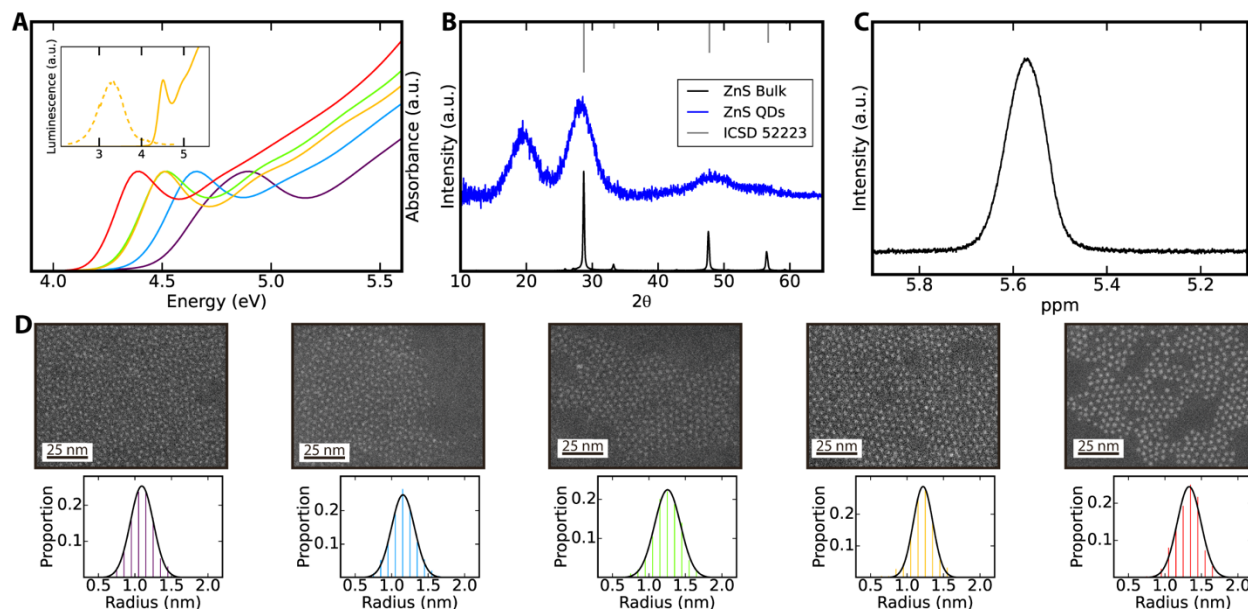 A
Luminescence (a.u.)
3 4 5
Absorbance (a.u.)
4.0 4.5 5.0 5.5
Energy (eV)
B
Intensity (a.u.)
ZnS Bulk
ZnS QDs
ICSD 52223
10 20 30 40 50 60
2θ
C
Intensity (a.u.)
5.8 5.6 5.4 5.2
ppm
D
25 nm
25 nm
25 nm
25 nm
25 nm
Proportion
0.2
0.1
0.5 1.0 1.5 2.0
Radius (nm)
Proportion
0.2
0.1
0.5 1.0 1.5 2.0
Radius (nm)
Proportion
0.2
0.1
0.5 1.0 1.5 2.0
Radius (nm)
Proportion
0.2
0.1
0.5 1.0 1.5 2.0
Radius (nm)
Proportion
0.2
0.1
0.5 1.0 1.5 2.0
Radius (nm)